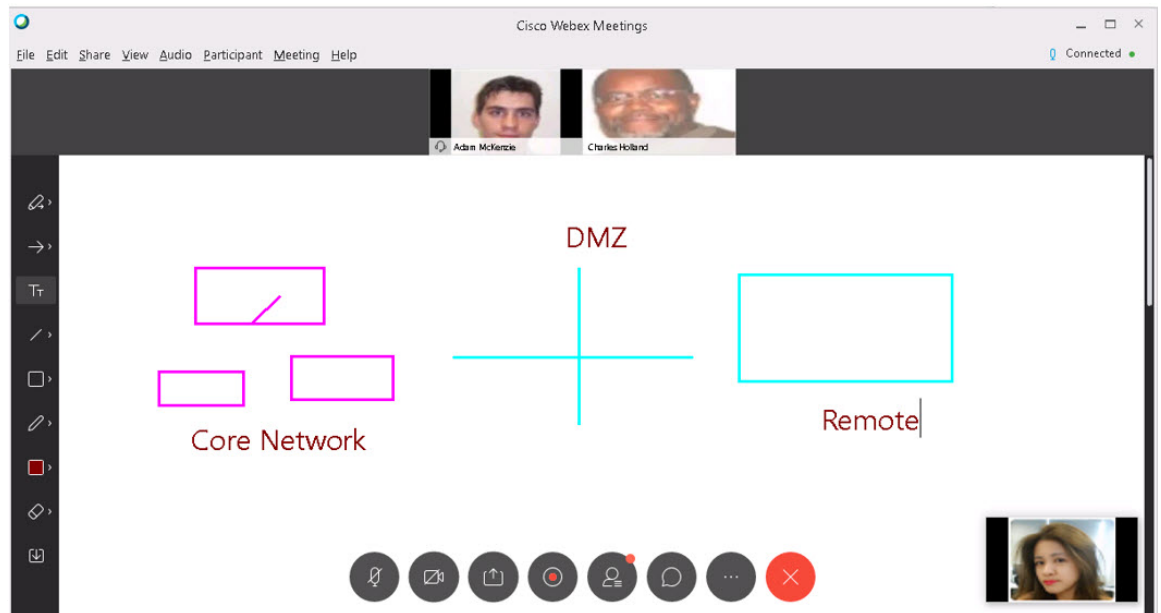 Cisco Webex Meetings
File Edit Share View Audio Participant Meeting Help
Connected
Adam McKenzie
Charles Holland
DMZ
Core Network
Remote
TT